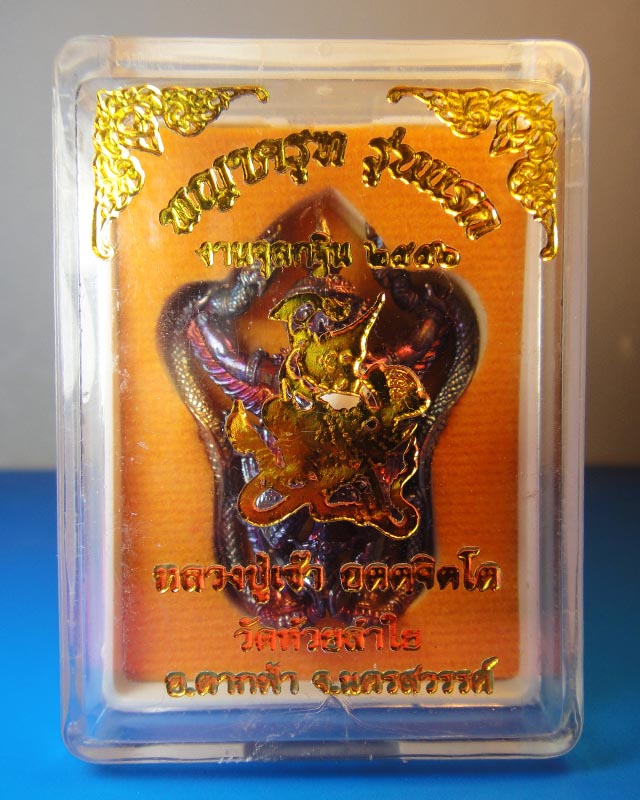 พญาครุฑ รุ่นแรก
งานจุลกฐิน ๒๕๕๖
หลวงปู่เจ้า อตตฺจิตโต
วัดห้วยลำใย
อ.ตากฟ้า จ.นครสวรรค์